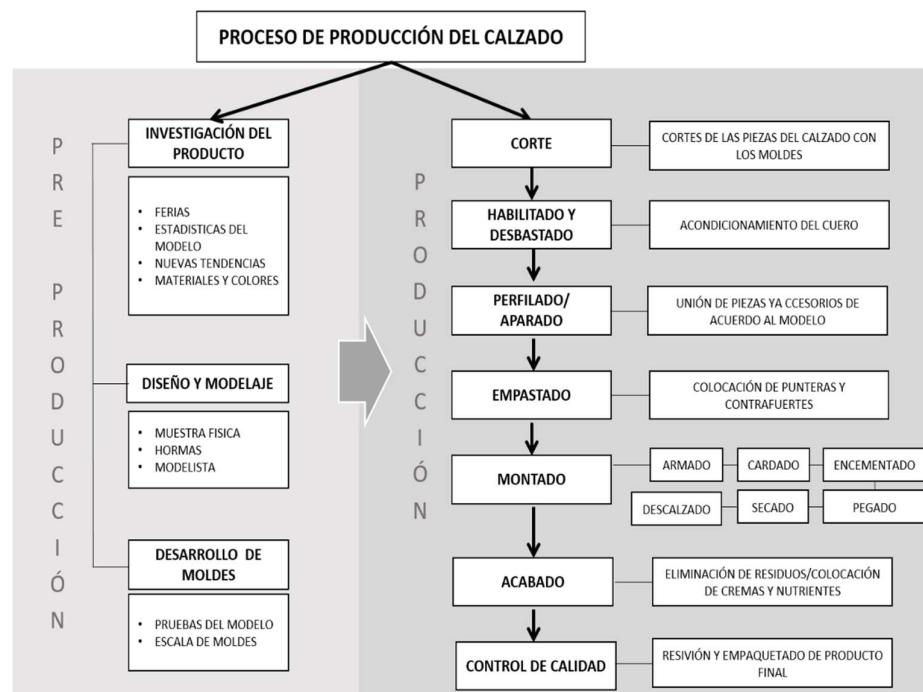 PROCESO DE PRODUCCIÓN DEL CALZADO
PRE PRODUCCIÓN
INVESTIGACIÓN DEL
PRODUCTO
• FERIAS
• ESTADISTICAS DEL
MODELO
• NUEVAS TENDENCIAS
• MATERIALES Y COLORES
DISEÑO Y MODELAJE
• MUESTRA FISICA
• HORMAS
• MODELISTA
DESARROLLO DE
MOLDES
• PRUEBAS DEL MODELO
• ESCALA DE MOLDES
PRODUCCIÓN
CORTE
CORTES DE LAS PIEZAS DEL CALZADO CON
LOS MOLDES
HABILITADO Y
DESBASTADO
ACONDICIONAMIENTO DEL CUERO
PERFILADO/
APARADO
UNIÓN DE PIEZAS YA CCESORIOS DE
ACUERDO AL MODELO
EMPASTADO
COLOCACIÓN DE PUNTERAS Y
CONTRAFUERTES
MONTADO
ARMADO
CARDADO
ENCEMENTADO
DESCALZADO
SECADO
PEGADO
ACABADO
ELIMINACIÓN DE RESIDUOS/COLOCACIÓN
DE CREMAS Y NUTRIENTES
CONTROL DE CALIDAD
RESIVIÓN Y EMPAQUETADO DE PRODUCTO
FINAL